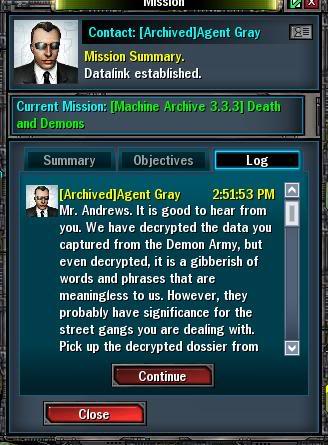 Mission
Contact: [Archived]Agent Gray
Mission Summary.
Datalink established.
Current Mission: [Machine Archive 3.3.3] Death
and Demons
Summary
Objectives
Log
[Archived]Agent Gray 2:51:53 PM
Mr. Andrews. It is good to hear from
you. We have decrypted the data you
captured from the Demon Army, but
even decrypted, it is a gibberish of
words and phrases that are
meaningless to us. However, they
probably have significance for the
street gangs you are dealing with.
Pick up the decrypted dossier from
Continue
Close